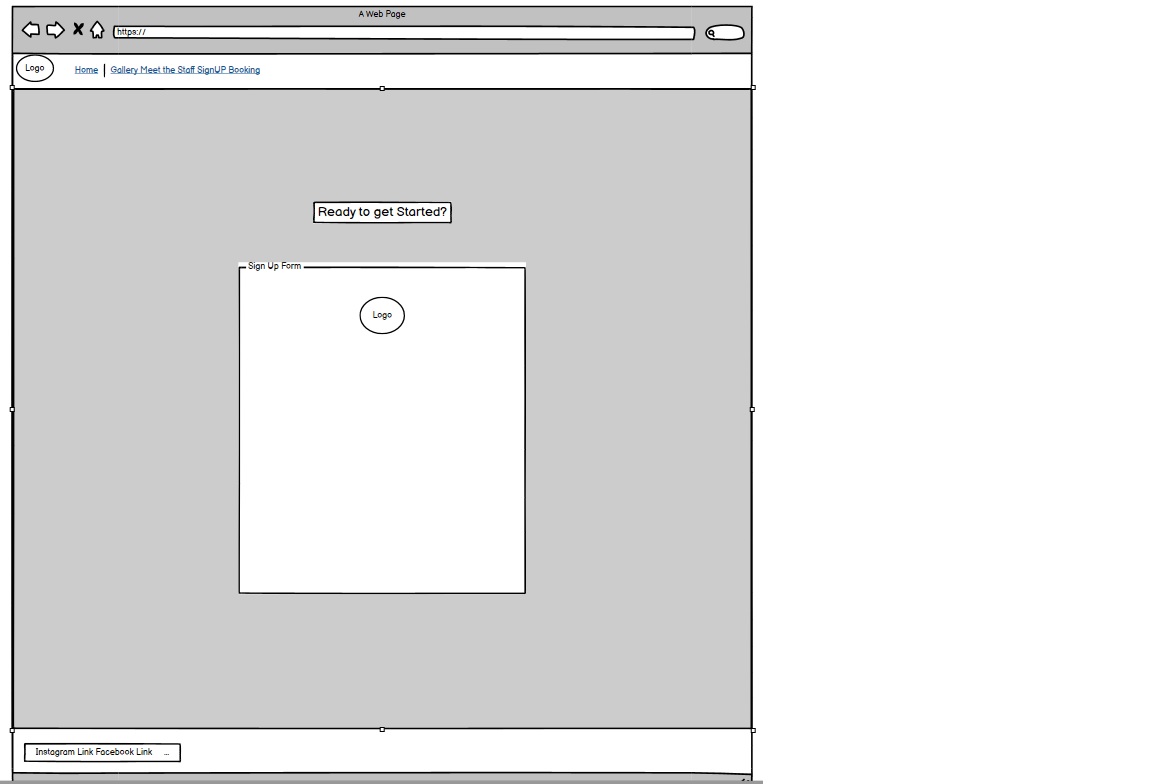 A Web Page
https://
Logo
Home | Gallery Meet the Staff SignUP Booking
Ready to get Started?
Sign Up Form
Logo
Instagram Link Facebook Link ...